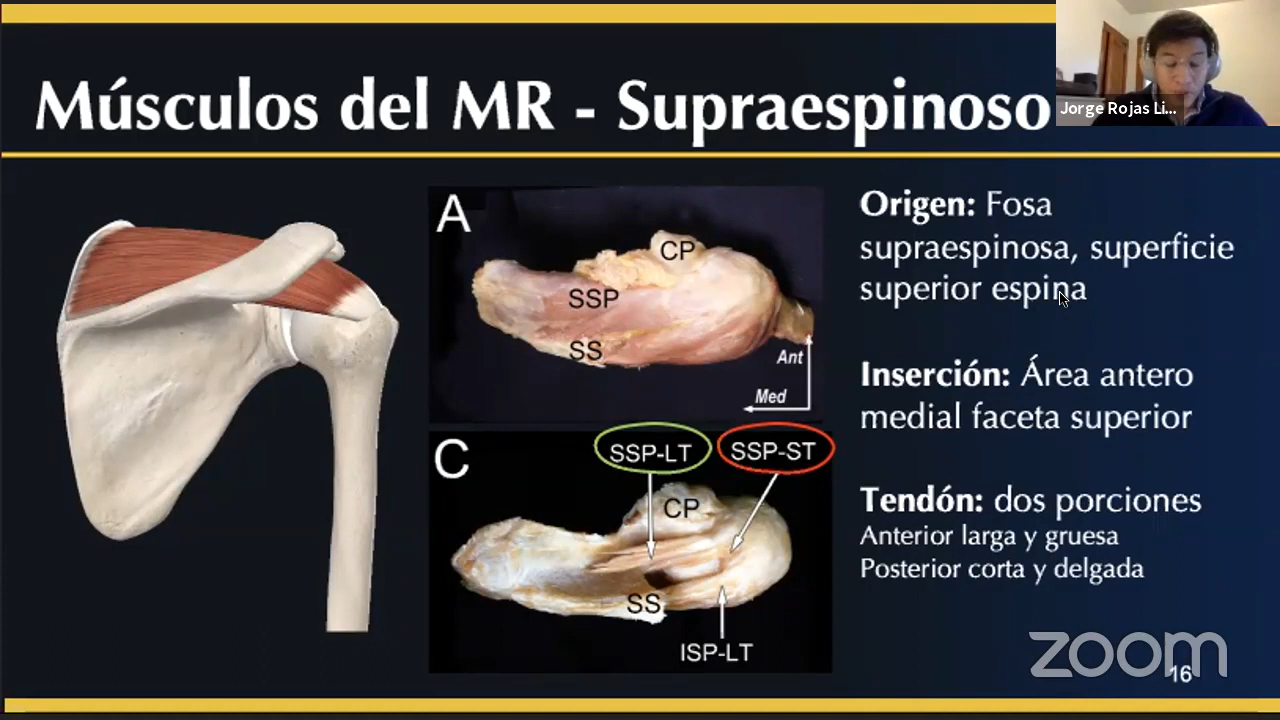 Músculos del MR - Supraespinoso
Jorge Rojas Li...
A
CP
SSP
SS
Ant
Med
C
SSP-LT
SSP-ST
CP
SS
ISP-LT
Origen: Fosa
supraespinosa, superficie
superior espina
Inserción: Área antero
medial faceta superior
Tendón: dos porciones
Anterior larga y gruesa
Posterior corta y delgada
zoom
16